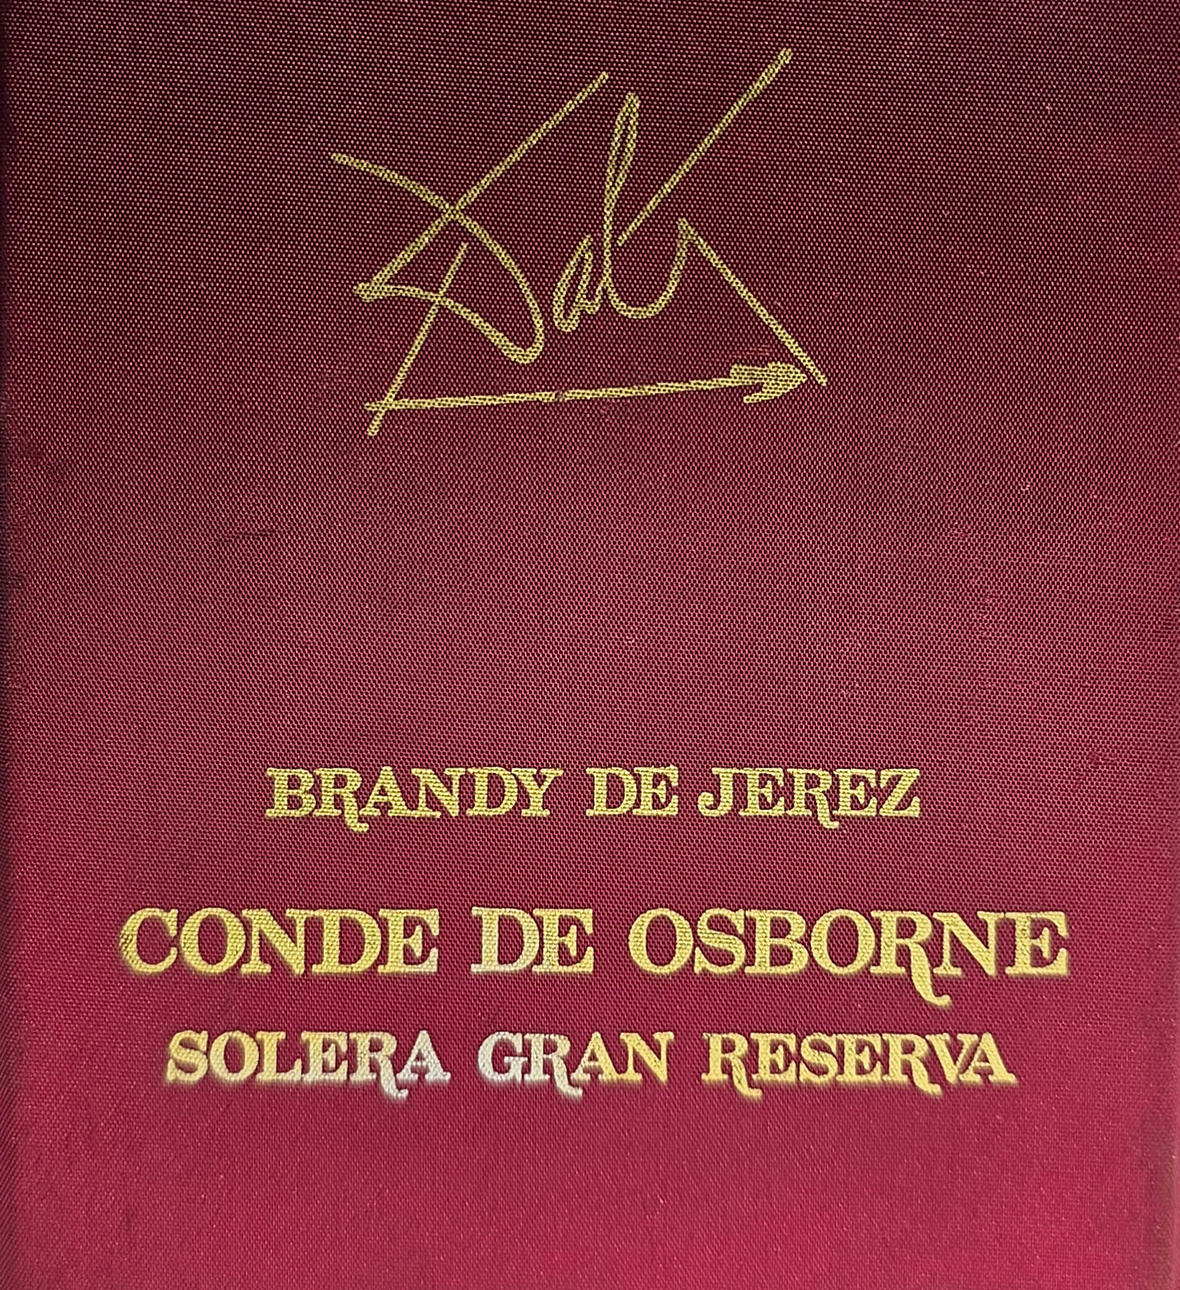 Dalí
BRANDY DE JEREZ
CONDE DE OSBORNE
SOLERA GRAN RESERVA